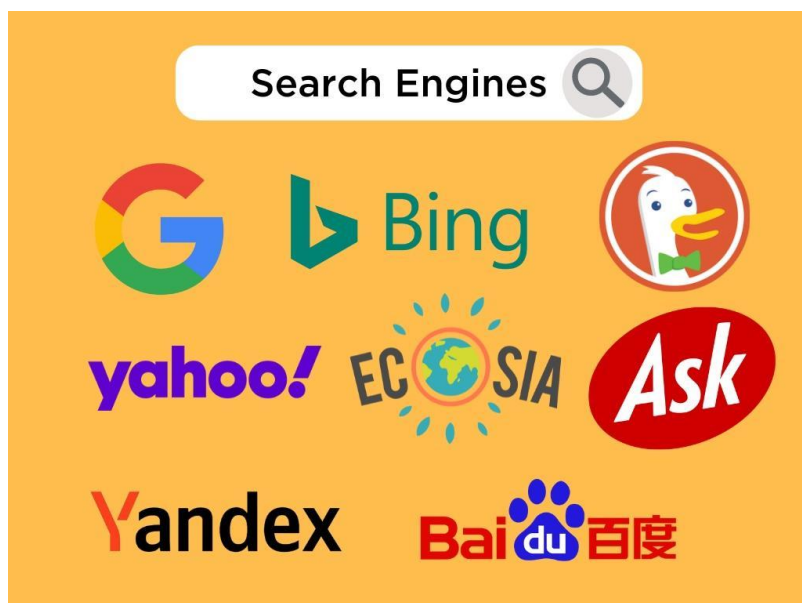 Search Engines
G
Bing
yahoo!
ECOSIA
Ask
Yandex
Baidu百度